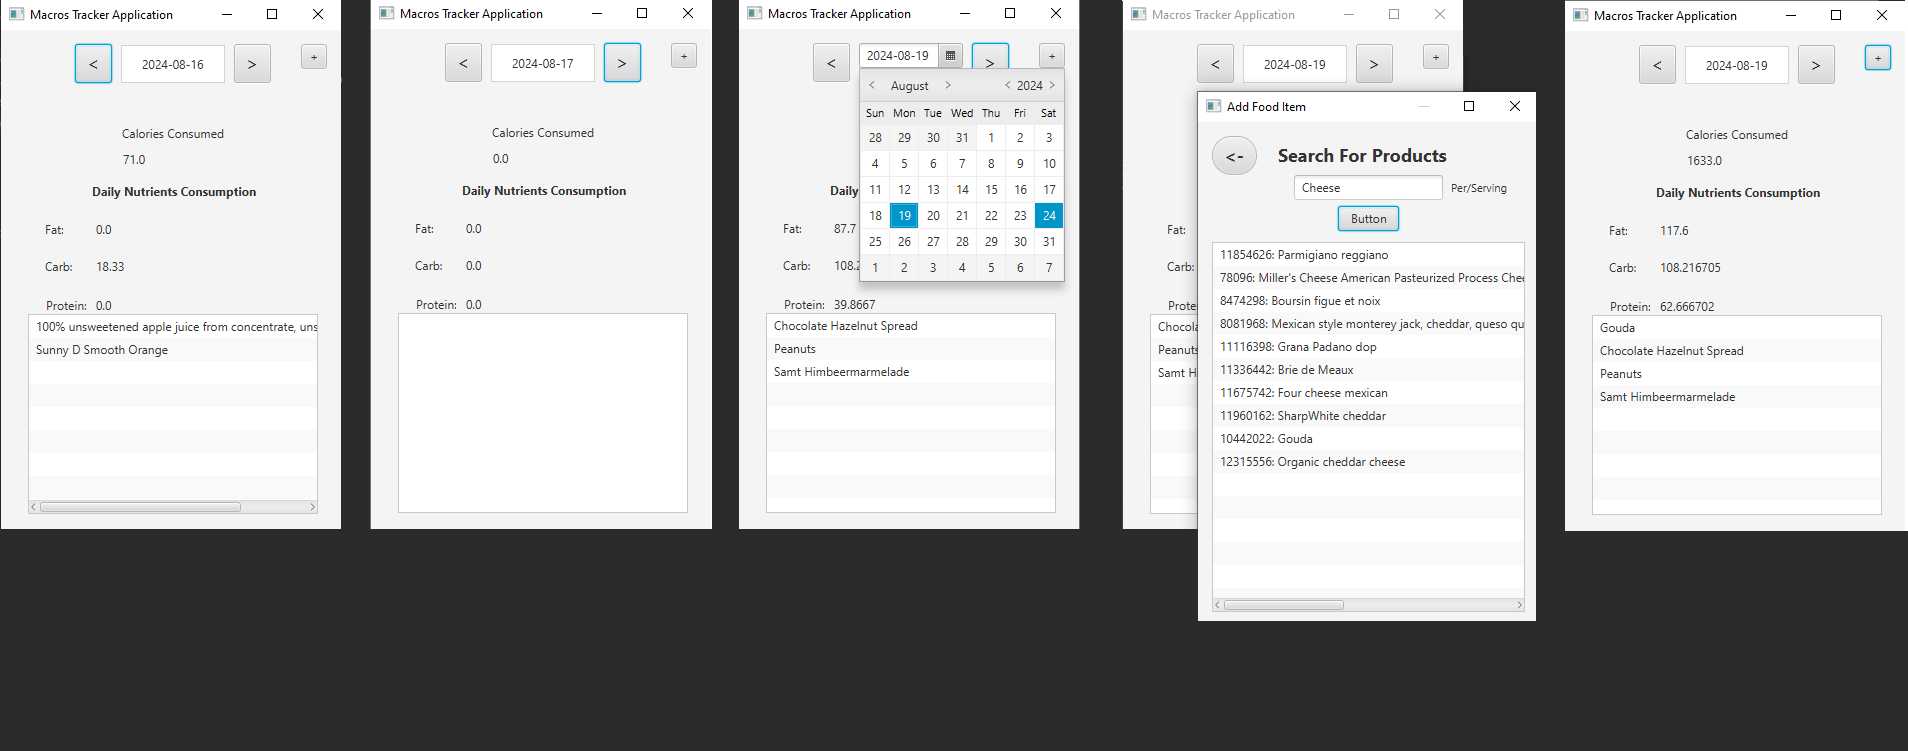 Macros Tracker Application
< 2024-08-16 > +
Calories Consumed
71.0
Daily Nutrients Consumption
Fat: 0.0
Carb: 18.33
Protein: 0.0
100% unsweetened apple juice from concentrate, uns
Sunny D Smooth Orange
Macros Tracker Application
< 2024-08-17 > +
Calories Consumed
0.0
Daily Nutrients Consumption
Fat: 0.0
Carb: 0.0
Protein: 0.0
Macros Tracker Application
< 2024-08-19 > +
< August > < 2024 >
Sun Mon Tue Wed Thu Fri Sat
28 29 30 31 1 2 3
4 5 6 7 8 9 10
11 12 13 14 15 16 17
18 19 20 21 22 23 24
25 26 27 28 29 30 31
1 2 3 4 5 6 7
Daily
Fat: 87.7
Carb: 108.2
Protein: 39.8667
Chocolate Hazelnut Spread
Peanuts
Samt Himbeermarmelade
Macros Tracker Application
< 2024-08-19 > +
Fat:
Carb:
Protei
Chocola
Peanuts
Samt H
Add Food Item
<- Search For Products
Cheese Per/Serving
Button
11854626: Parmigiano reggiano
78096: Miller's Cheese American Pasteurized Process Chee
8474298: Boursin figue et noix
8081968: Mexican style monterey jack, cheddar, queso qu
11116398: Grana Padano dop
11336442: Brie de Meaux
11675742: Four cheese mexican
11960162: SharpWhite cheddar
10442022: Gouda
12315556: Organic cheddar cheese
Macros Tracker Application
< 2024-08-19 > +
Calories Consumed
1633.0
Daily Nutrients Consumption
Fat: 117.6
Carb: 108.216705
Protein: 62.666702
Gouda
Chocolate Hazelnut Spread
Peanuts
Samt Himbeermarmelade